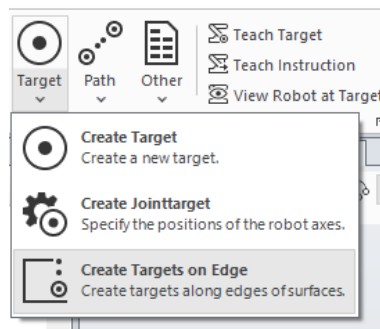 Target
Path
Other
Teach Target
Teach Instruction
View Robot at Target
Create Target
Create a new target.
Create Jointtarget
Specify the positions of the robot axes.
Create Targets on Edge
Create targets along edges of surfaces.